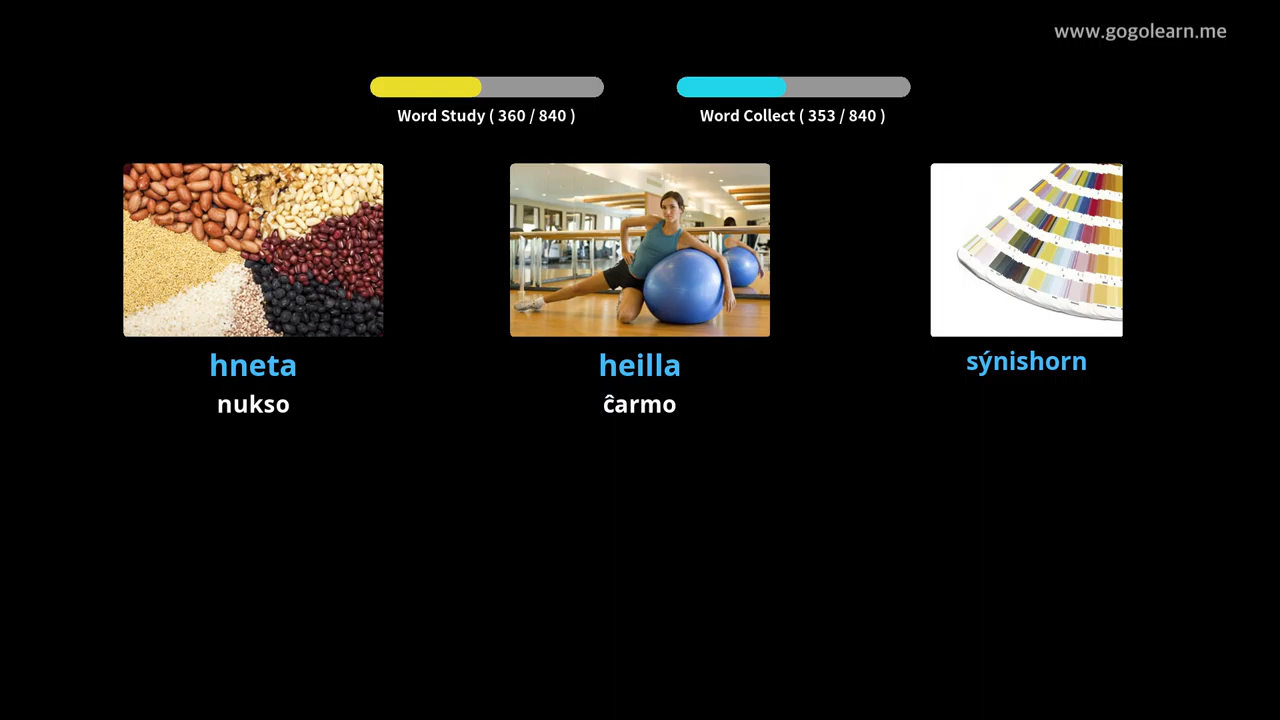 www.gogolearn.me
Word Study ( 360 / 840 )
Word Collect ( 353 / 840 )
hneta
heilla
sýnishorn
nukso
ĉarmo